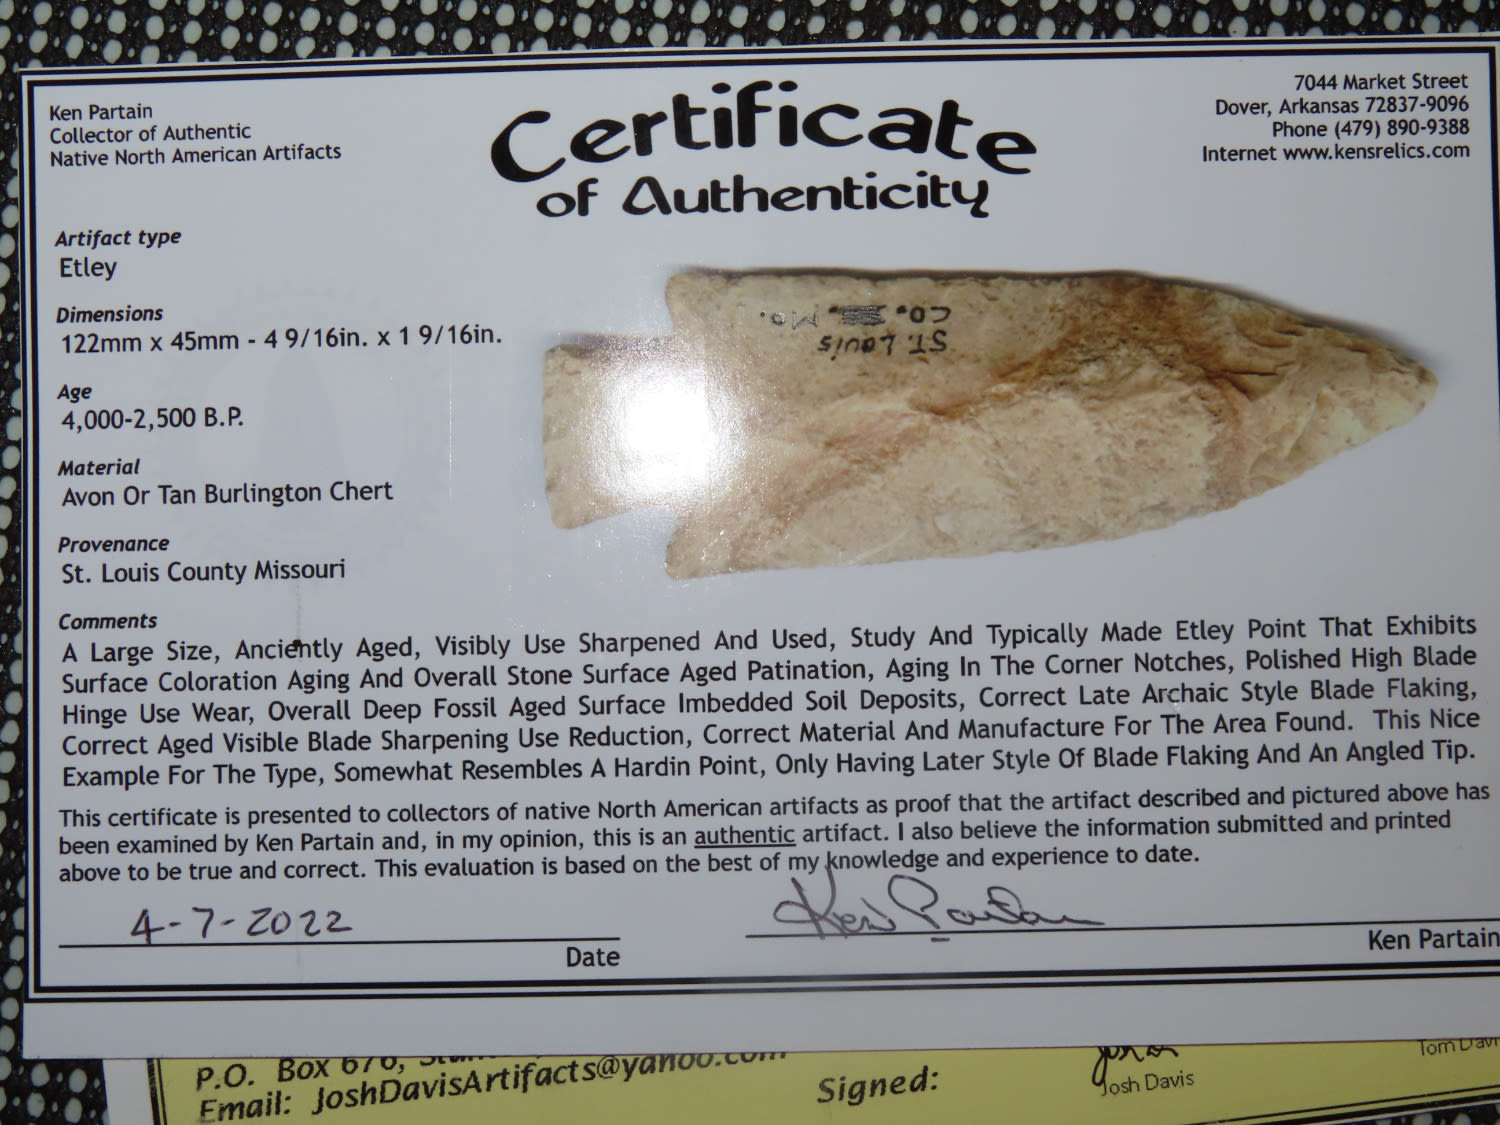 Ken Partain
Collector of Authentic
Native North American Artifacts
Certificate
of Authenticity
7044 Market Street
Dover, Arkansas 72837-9096
Phone (479) 890-9388
Internet www.kensrelics.com
Artifact type
Etley
Dimensions
122mm x 45mm - 4 9/16in. x 1 9/16in.
Age
4,000-2,500 B.P.
Material
Avon Or Tan Burlington Chert
Provenance
St. Louis County Missouri
ST. LOUIS
CO. MO.
Comments
A Large Size, Anciently Aged, Visibly Use Sharpened And Used, Study And Typically Made Etley Point That Exhibits
Surface Coloration Aging And Overall Stone Surface Aged Patination, Aging In The Corner Notches, Polished High Blade
Hinge Use Wear, Overall Deep Fossil Aged Surface Imbedded Soil Deposits, Correct Late Archaic Style Blade Flaking,
Correct Aged Visible Blade Sharpening Use Reduction, Correct Material And Manufacture For The Area Found. This Nice
Example For The Type, Somewhat Resembles A Hardin Point, Only Having Later Style Of Blade Flaking And An Angled Tip.
This certificate is presented to collectors of native North American artifacts as proof that the artifact described and pictured above has
been examined by Ken Partain and, in my opinion, this is an authentic artifact. I also believe the information submitted and printed
above to be true and correct. This evaluation is based on the best of my knowledge and experience to date.
4-7-2022
Ken Partain
Date
Ken Partain
P.O. Box 676,
Email: JoshDavisArtifacts@yahoo.com
Signed:
Josh Davis
Tom Davi